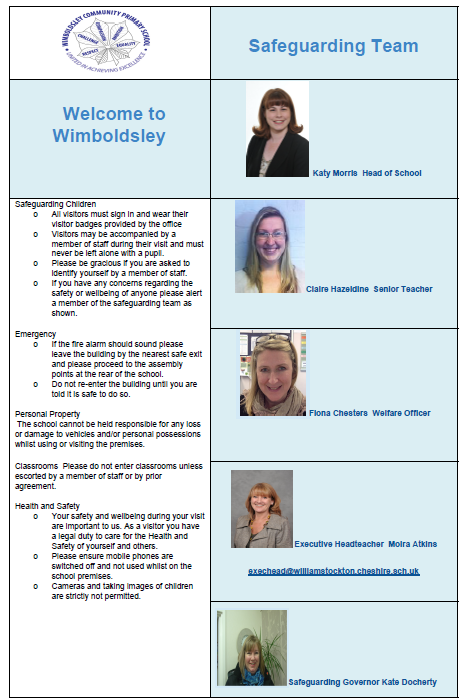 WIMBOLDSLEY COMMUNITY PRIMARY SCHOOL
CHALLENGE
COMPASSION
RESPECT
EQUALITY
UNITED IN ACHIEVING EXCELLENCE
Safeguarding Team
Welcome to
Wimboldsley
Katy Morris Head of School
Safeguarding Children
o All visitors must sign in and wear their
visitor badges provided by the office
o Visitors may be accompanied by a
member of staff during their visit and must
never be left alone with a pupil.
o Please be gracious if you are asked to
identify yourself by a member of staff.
o If you have any concerns regarding the
safety or wellbeing of anyone please alert
a member of the safeguarding team as
shown.
Claire Hazeldine Senior Teacher
Emergency
o If the fire alarm should sound please
leave the building by the nearest safe exit
and please proceed to the assembly
points at the rear of the school.
o Do not re-enter the building until you are
told it is safe to do so.
Fiona Chesters Welfare Officer
Personal Property
The school cannot be held responsible for any loss
or damage to vehicles and/or personal possessions
whilst using or visiting the premises.
Classrooms Please do not enter classrooms unless
escorted by a member of staff or by prior
agreement.
Health and Safety
o Your safety and wellbeing during your visit
are important to us. As a visitor you have
a legal duty to care for the Health and
Safety of yourself and others.
o Please ensure mobile phones are
switched off and not used whilst on the
school premises.
o Cameras and taking images of children
are strictly not permitted.
Executive Headteacher Moira Atkins
exechead@williamstockton.cheshire.sch.uk
Safeguarding Governor Kate Docherty